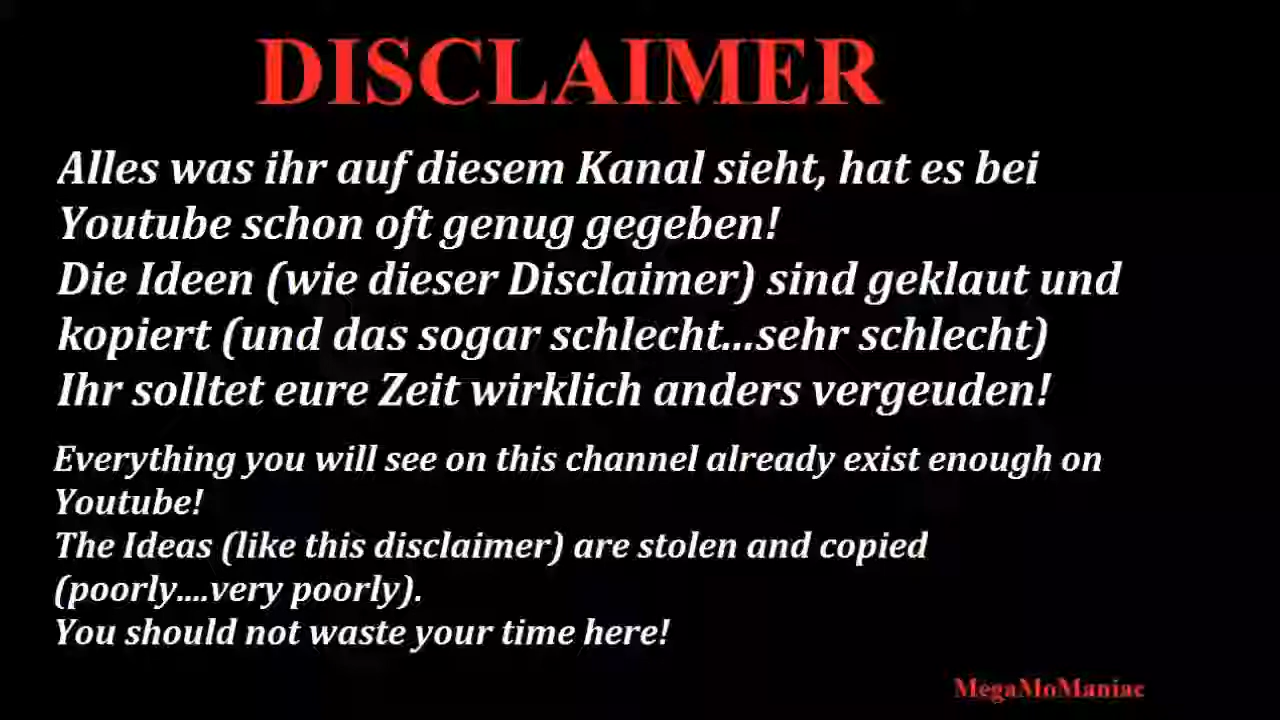 DISCLAIMER
Alles was ihr auf diesem Kanal sieht, hat es bei
Youtube schon oft genug gegeben!
Die Ideen (wie dieser Disclaimer) sind geklaut und
kopiert (und das sogar schlecht...sehr schlecht)
Ihr solltet eure Zeit wirklich anders vergeuden!
Everything you will see on this channel already exist enough on
Youtube!
The Ideas (like this disclaimer) are stolen and copied
(poorly....very poorly).
You should not waste your time here!
MegaMoManiac